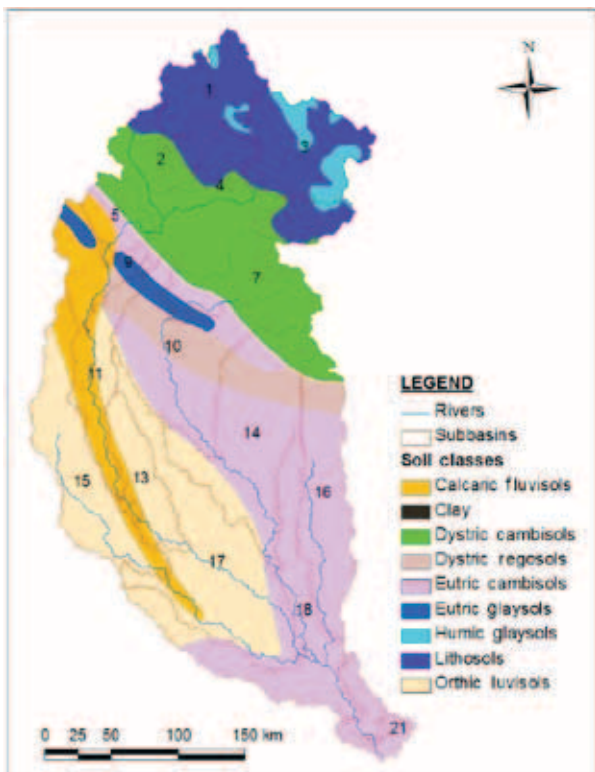 N
1
3
2
4
5
7
9
10
11
14
13
15
16
17
18
21
LEGEND
Rivers
Subbasins
Soil classes
Calcaric fluvisols
Clay
Dystric cambisols
Dystric regosols
Eutric cambisols
Eutric glaysols
Humic glaysols
Lithosols
Orthic luvisols
0 25 50 100 150 km